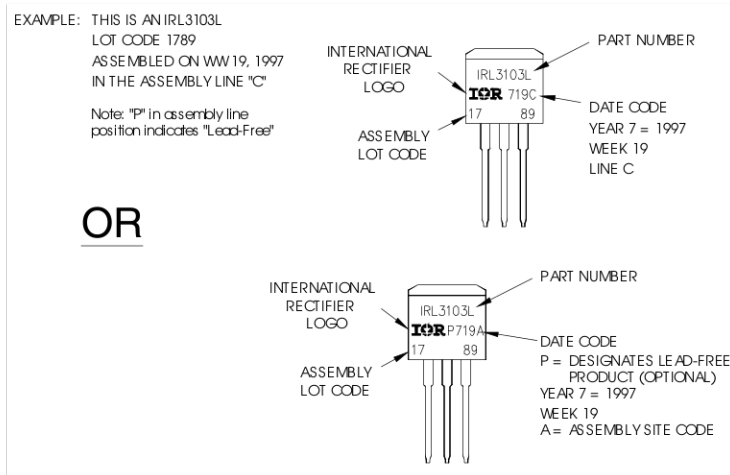 EXAMPLE: THIS IS AN IRL3103L
LOT CODE 1789
ASSEMBLED ON WW 19, 1997
IN THE ASSEMBLY LINE "C"
Note: "P" in assembly line
position indicates "Lead-Free"
INTERNATIONAL
RECTIFIER
LOGO
PART NUMBER
IRL3103L
IOR 719C
17 89
ASSEMBLY
LOT CODE
DATE CODE
YEAR 7 = 1997
WEEK 19
LINE C
OR
INTERNATIONAL
RECTIFIER
LOGO
PART NUMBER
IRL3103L
IOR P719A
17 89
ASSEMBLY
LOT CODE
DATE CODE
P = DESIGNATES LEAD-FREE
PRODUCT (OPTIONAL)
YEAR 7 = 1997
WEEK 19
A = ASSEMBLY SITE CODE